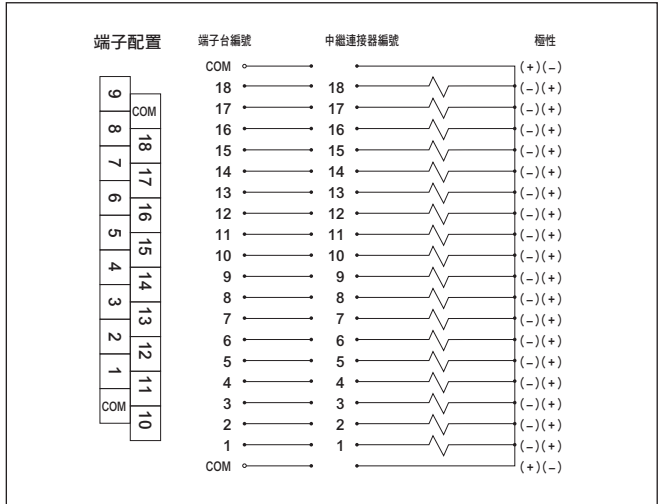 端子配置 端子台編號 中繼連接器編號 極性
COM (+)(−)
18 18 (−)(+)
17 17 (−)(+)
16 16 (−)(+)
15 15 (−)(+)
14 14 (−)(+)
13 13 (−)(+)
12 12 (−)(+)
11 11 (−)(+)
10 10 (−)(+)
9 9 (−)(+)
8 8 (−)(+)
7 7 (−)(+)
6 6 (−)(+)
5 5 (−)(+)
4 4 (−)(+)
3 3 (−)(+)
2 2 (−)(+)
1 1 (−)(+)
COM (+)(−)
9
8
7
6
5
4
3
2
1
COM
COM
18
17
16
15
14
13
12
11
10